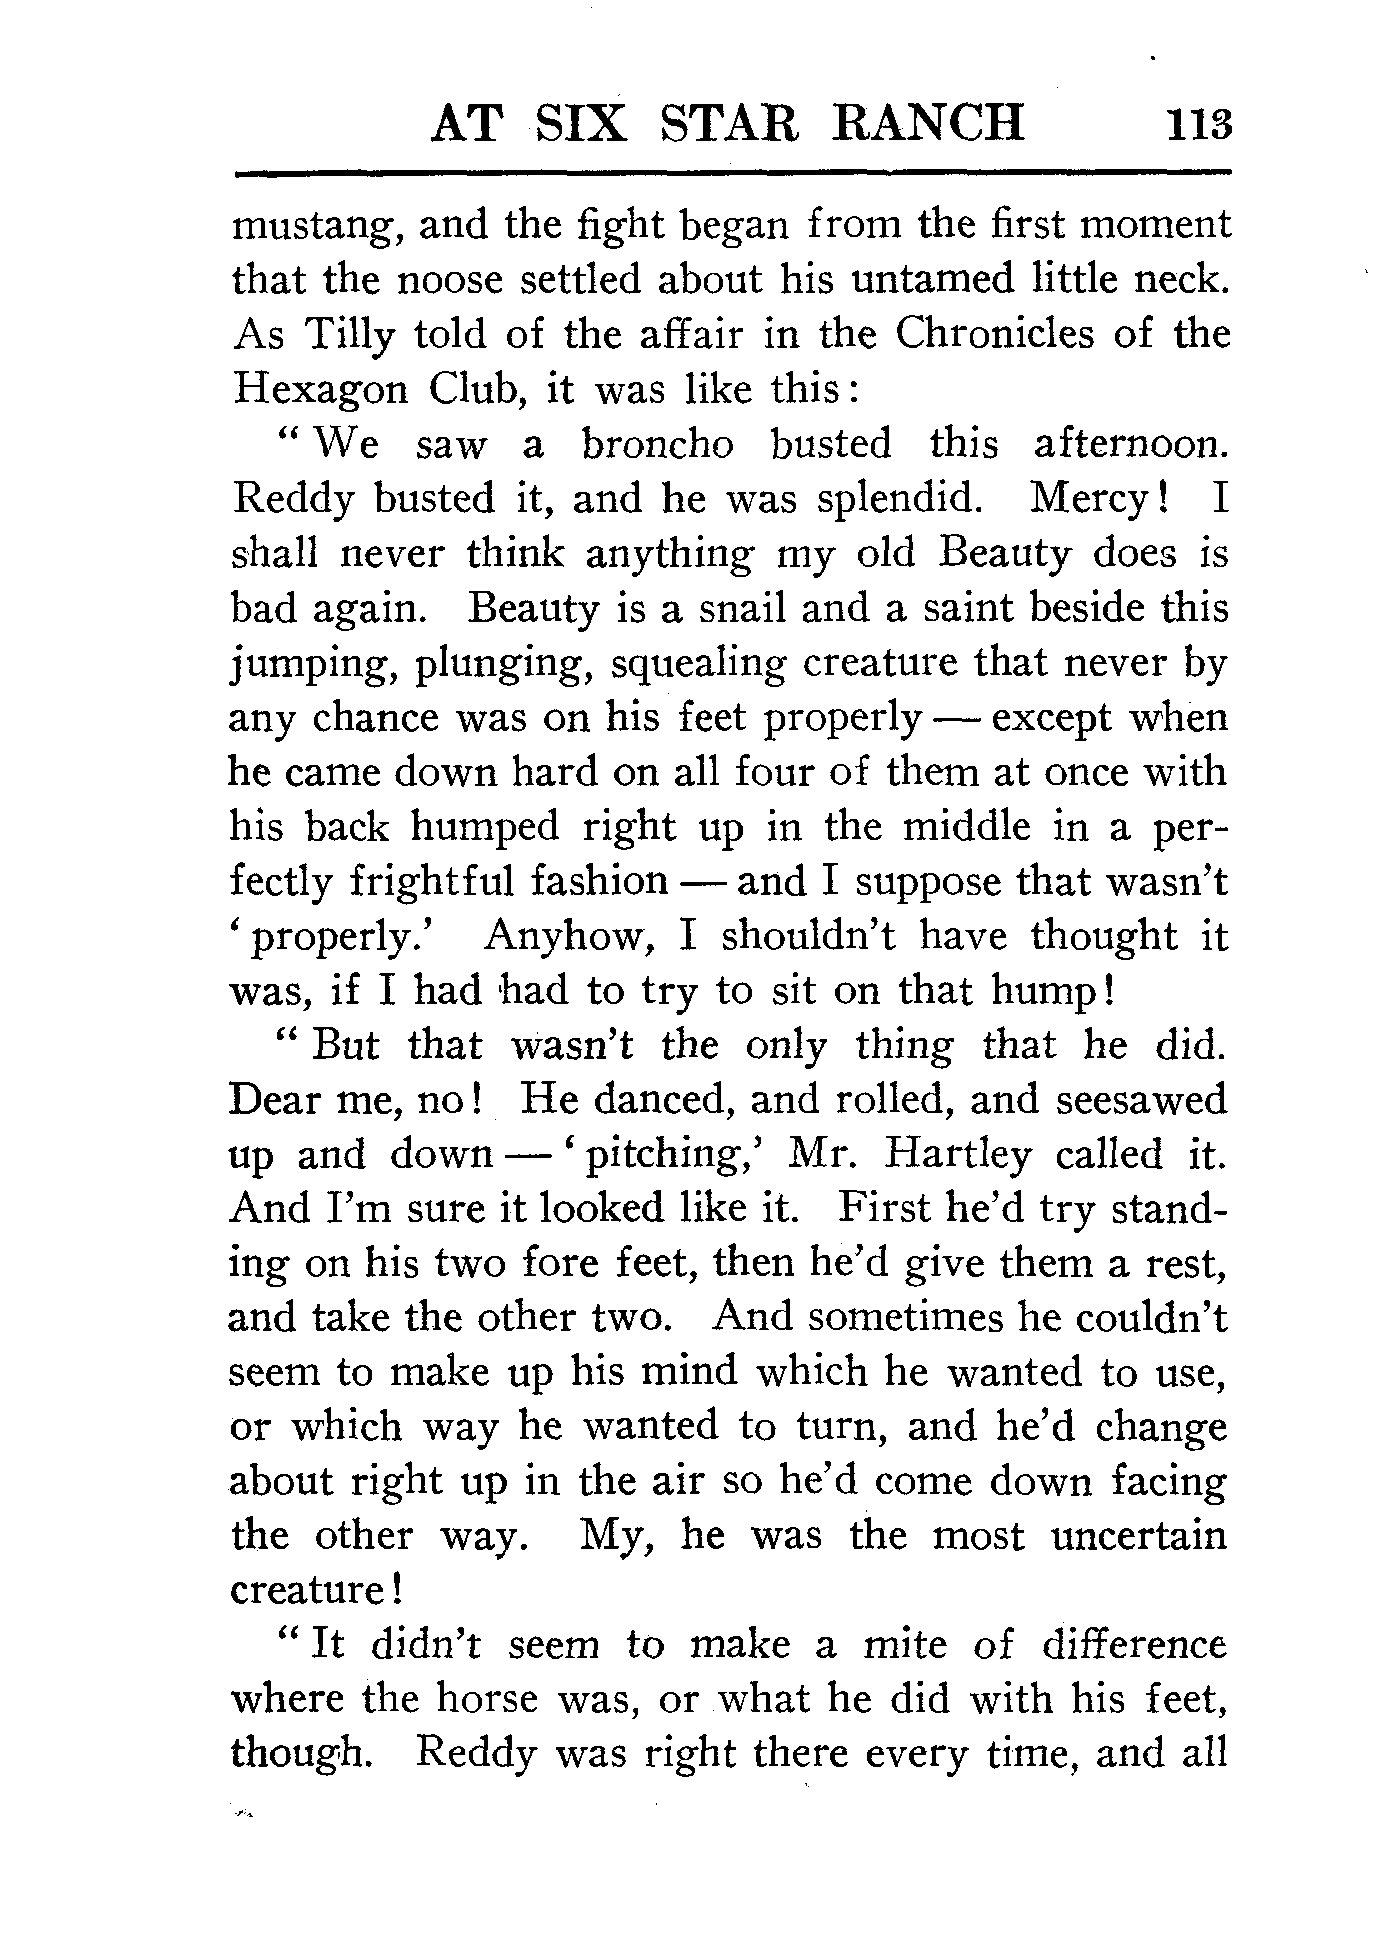 AT SIX STAR RANCH 113
mustang, and the fight began from the first moment
that the noose settled about his untamed little neck.
As Tilly told of the affair in the Chronicles of the
Hexagon Club, it was like this:
“ We saw a broncho busted this afternoon.
Reddy busted it, and he was splendid. Mercy! I
shall never think anything my old Beauty does is
bad again. Beauty is a snail and a saint beside this
jumping, plunging, squealing creature that never by
any chance was on his feet properly — except when
he came down hard on all four of them at once with
his back humped right up in the middle in a per-
fectly frightful fashion — and I suppose that wasn’t
‘ properly.’ Anyhow, I shouldn’t have thought it
was, if I had had to try to sit on that hump!
“ But that wasn’t the only thing that he did.
Dear me, no! He danced, and rolled, and seesawed
up and down — ‘ pitching,’ Mr. Hartley called it.
And I’m sure it looked like it. First he’d try stand-
ing on his two fore feet, then he’d give them a rest,
and take the other two. And sometimes he couldn’t
seem to make up his mind which he wanted to use,
or which way he wanted to turn, and he’d change
about right up in the air so he’d come down facing
the other way. My, he was the most uncertain
creature!
“ It didn’t seem to make a mite of difference
where the horse was, or what he did with his feet,
though. Reddy was right there every time, and all